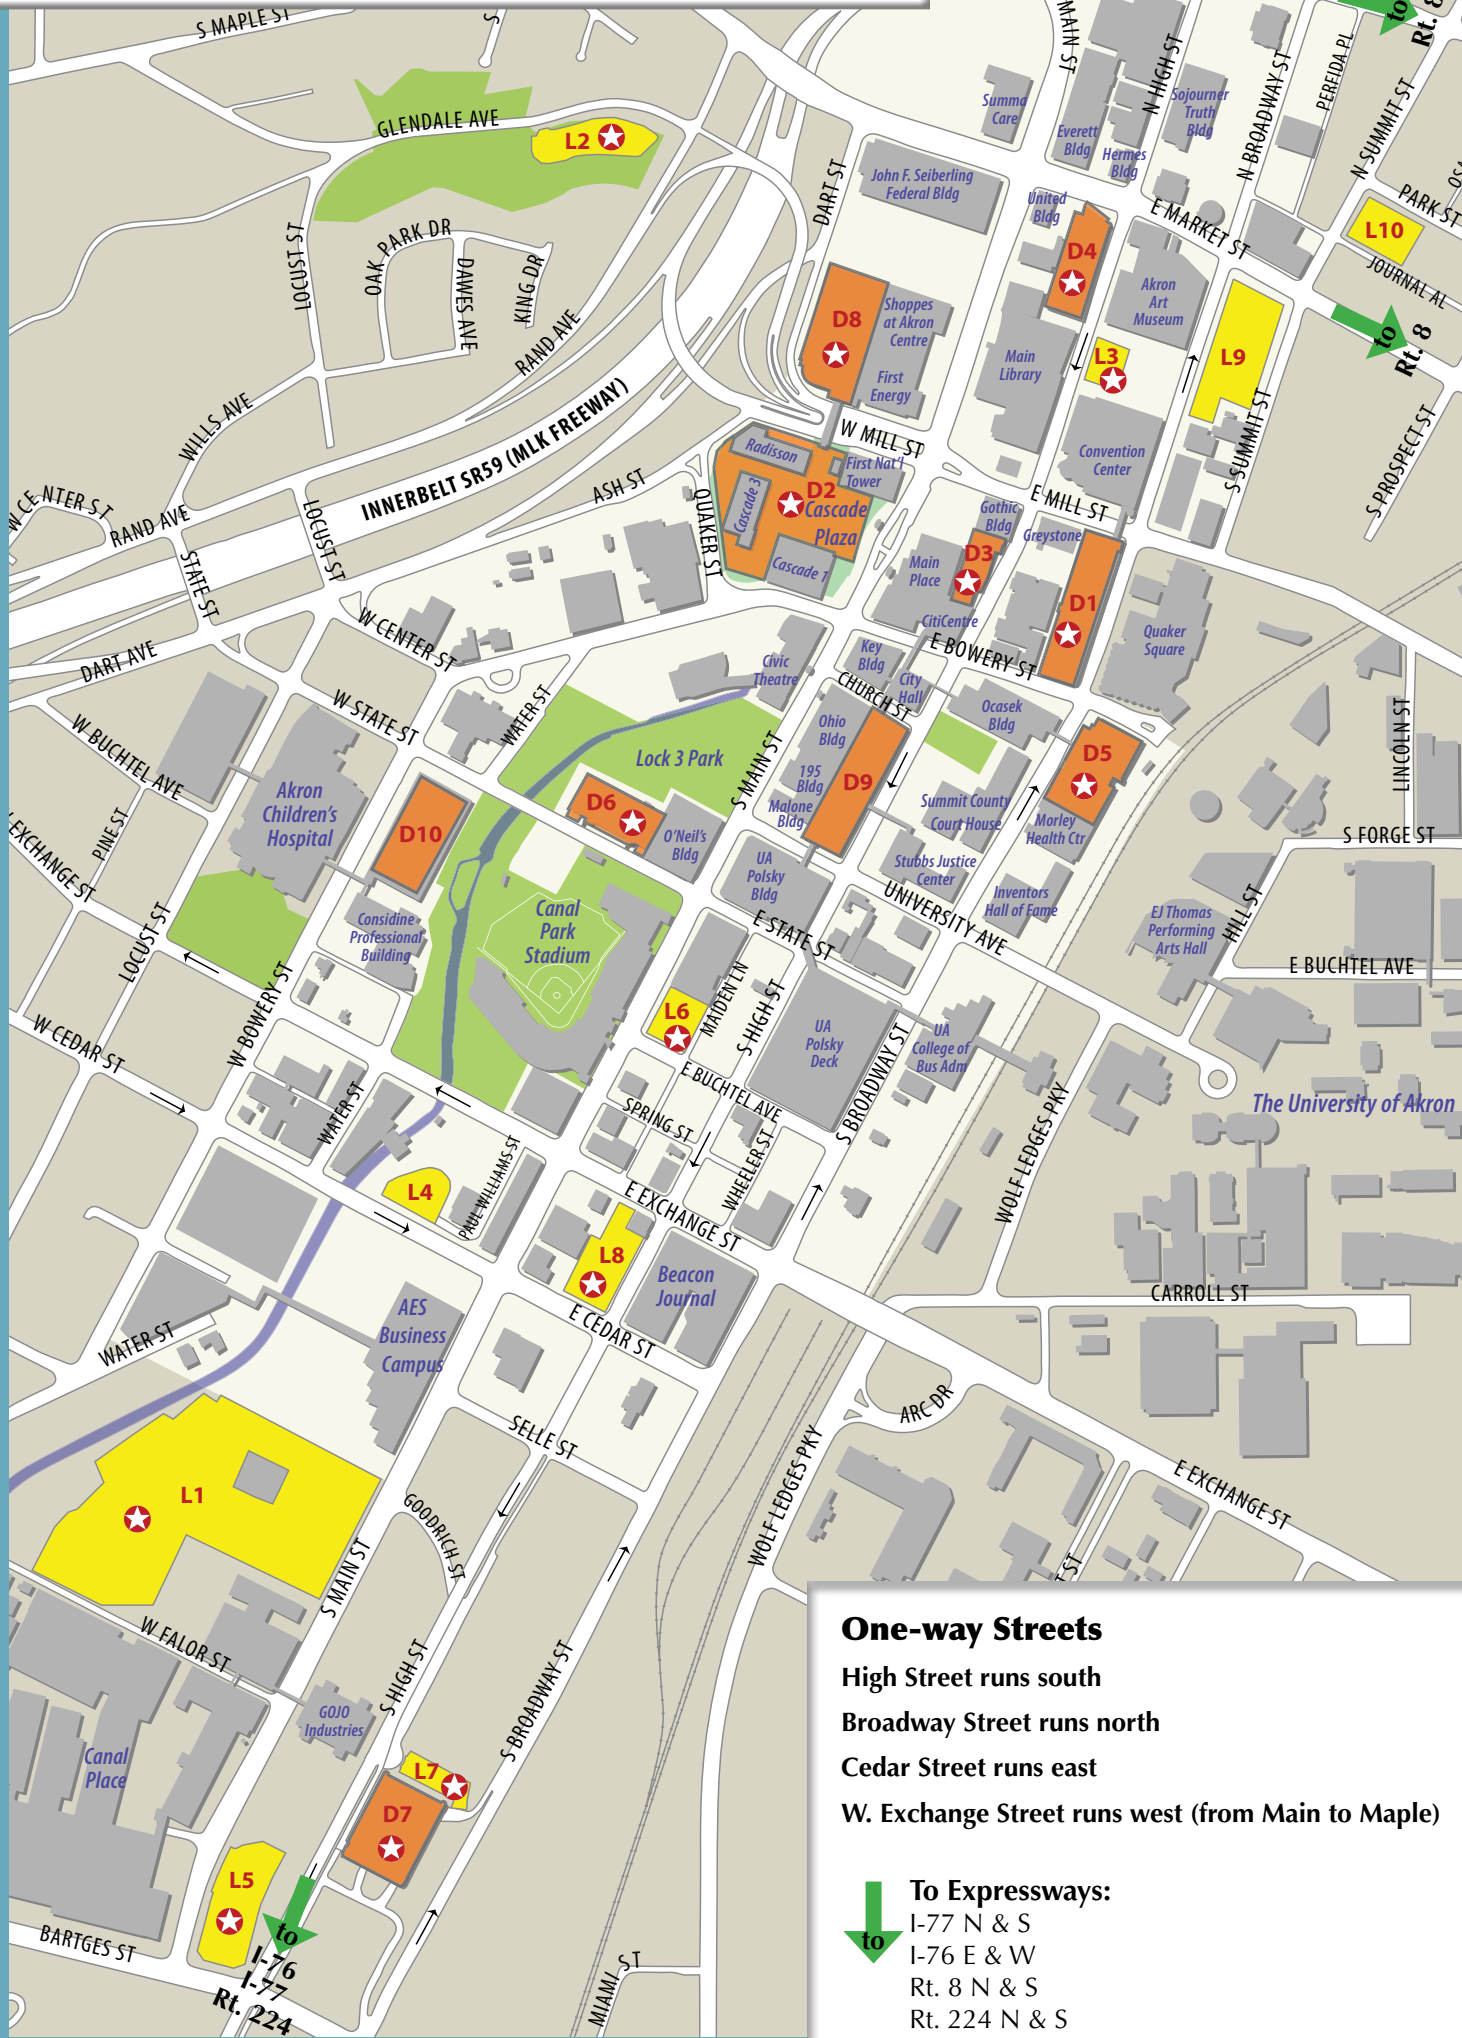 S MAPLE ST
S
MAIN ST
N HIGH ST
N BROADWAY ST
PERFIDA PL
N SUMMIT ST
to
Rt. 8
GLENDALE AVE
L2
Summa
Care
Everett
Bldg
Hermes
Bldg
Sojourner
Truth
Bldg
DART ST
John F. Seiberling
Federal Bldg
United
Bldg
E MARKET ST
PARK ST
L10
JOURNAL AL
LOCUST ST
OAK PARK DR
DAWES AVE
KING DR
RAND AVE
D4
Akron
Art
Museum
L9
to
Rt. 8
D8
Shoppes
at Akron
Centre
First
Energy
Main
Library
L3
WILLS AVE
INNERBELT SR59 (MLK FREEWAY)
W MILL ST
Convention
Center
S SUMMIT ST
S PROSPECT ST
Radisson
First Nat'l
Tower
Cascade 3
D2
Cascade
Plaza
Cascade 1
W CENTER ST
RAND AVE
LOCUST ST
ASH ST
QUAKER ST
E MILL ST
Gothic
Bldg
Greystone
D3
Main
Place
CitiCentre
D1
Quaker
Square
STATE ST
W CENTER ST
DART AVE
E BOWERY ST
Key
Bldg
City
Hall
CHURCH ST
Civic
Theatre
W STATE ST
WATER ST
W BUCHTEL AVE
Lock 3 Park
S MAIN ST
Ohio
Bldg
195
Bldg
Malone
Bldg
D9
Ocasek
Bldg
D5
Summit County
Court House
Morley
Health Ctr
LINCOLN ST
S FORGE ST
Akron
Children's
Hospital
D10
D6
O'Neil's
Bldg
PINE ST
EXCHANGE ST
UA
Polsky
Bldg
Stubbs Justice
Center
Inventors
Hall of Fame
UNIVERSITY AVE
E STATE ST
EJ Thomas
Performing
Arts Hall
HILL ST
E BUCHTEL AVE
Considine
Professional
Building
Canal
Park
Stadium
LOCUST ST
W BOWERY ST
L6
MAIDEN LN
S HIGH ST
UA
Polsky
Deck
S BROADWAY ST
UA
College of
Bus Adm
W CEDAR ST
WATER ST
E BUCHTEL AVE
SPRING ST
WHEELER ST
WOLF LEDGES PKY
The University of Akron
L4
PAUL WILLIAMS ST
E EXCHANGE ST
L8
Beacon
Journal
E CEDAR ST
CARROLL ST
AES
Business
Campus
WATER ST
ARC DR
SELLE ST
WOLF LEDGES PKY
E EXCHANGE ST
L1
GOODRICH ST
S MAIN ST
T ST
W FALOR ST
S HIGH ST
S BROADWAY ST
GOJO
Industries
Canal
Place
L7
D7
L5
BARTGES ST
to
I-76
I-77
Rt. 224
MIAMI ST
One-way Streets
High Street runs south
Broadway Street runs north
Cedar Street runs east
W. Exchange Street runs west (from Main to Maple)
to
To Expressways:
I-77 N & S
I-76 E & W
Rt. 8 N & S
Rt. 224 N & S